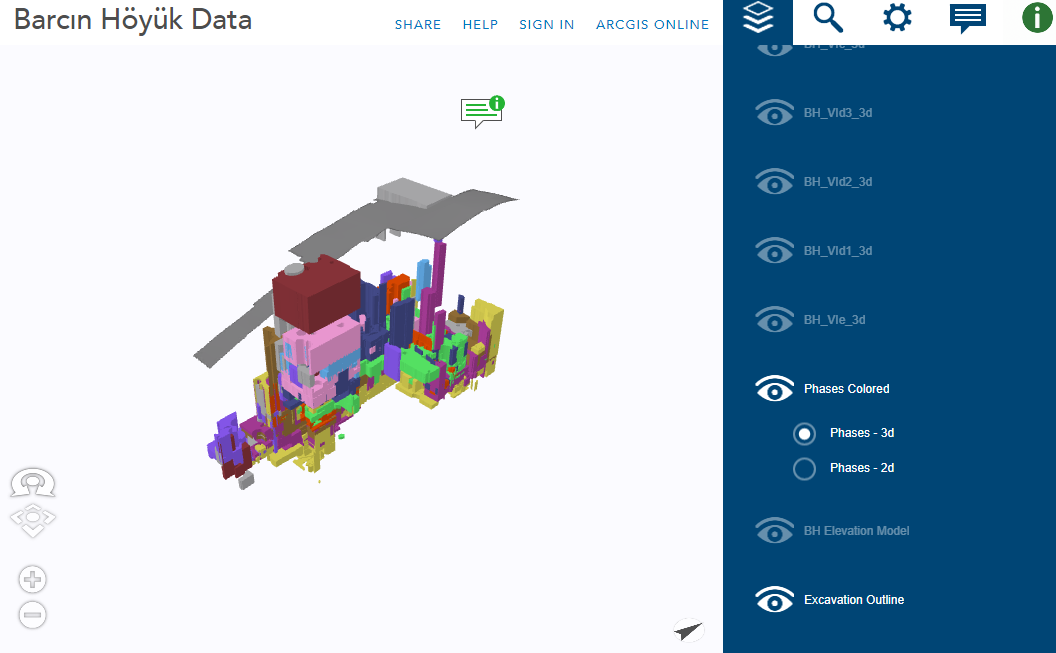 Barcın Höyük Data
SHARE HELP SIGN IN ARCGIS ONLINE
BH_VId3_3d
BH_VId2_3d
BH_VId1_3d
BH_VIe_3d
Phases Colored
Phases - 3d
Phases - 2d
BH Elevation Model
Excavation Outline